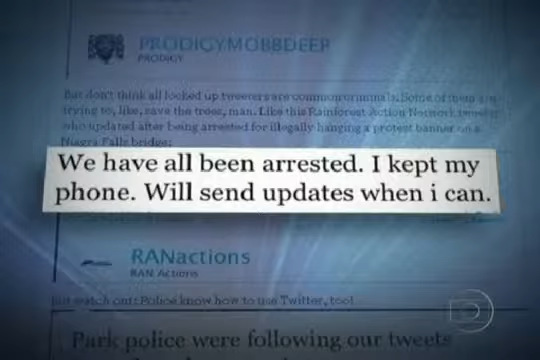 PRODIGYMOBBDEEP
PRODIGY
But don't think all locked up tweeters are common criminals. Some of them are
trying to, like, save the trees, man. Like this Rainforest Action Network tweeter
who updated after being arrested for illegally hanging a protest banner on a
Niagra Falls bridge:
We have all been arrested. I kept my
phone. Will send updates when i can.
RANactions
RAN Actions
But watch out: Police know how to use Twitter, too!
Park police were following our tweets